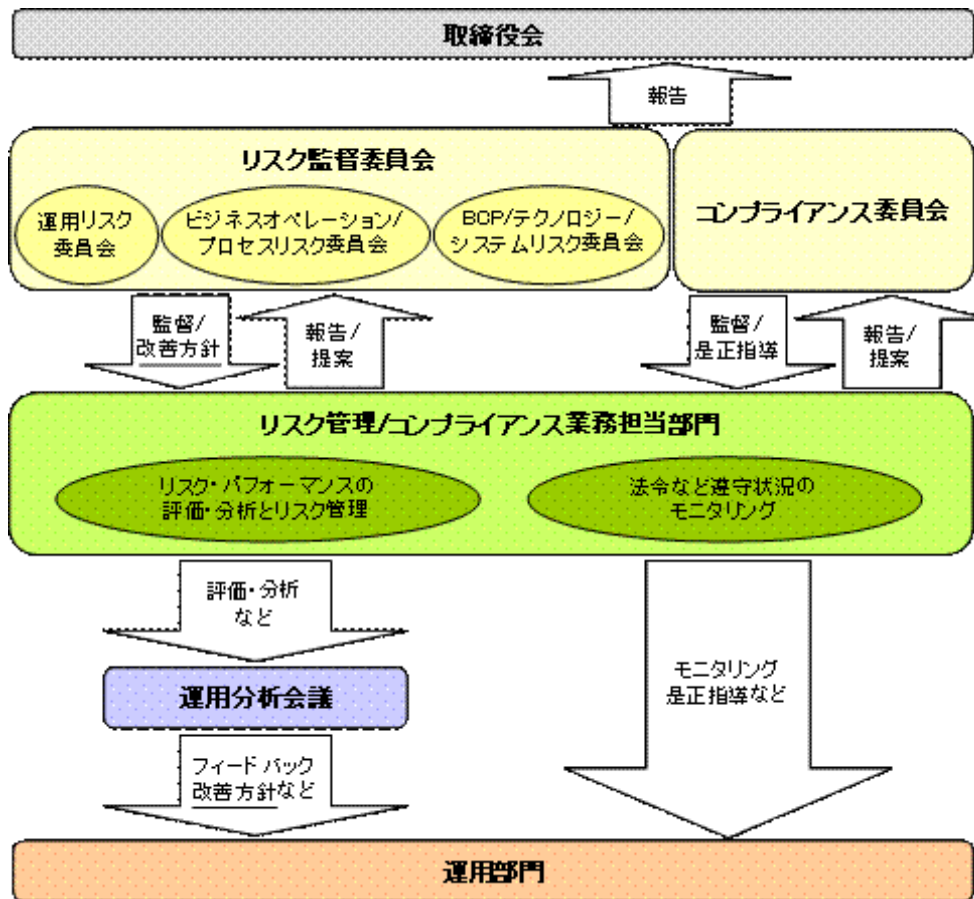 取締役会
報告
リスク監督委員会
運用リスク
委員会
ビジネスオペレーション/
プロセスリスク委員会
BCP/テクノロジー/
システムリスク委員会
コンプライアンス委員会
監督/
改善方針
報告/
提案
監督/
是正指導
報告/
提案
リスク管理/コンプライアンス業務担当部門
リスク・パフォーマンスの
評価・分析とリスク管理
法令など遵守状況の
モニタリング
評価・分析
など
運用分析会議
モニタリング
是正指導など
フィードバック
改善方針など
運用部門